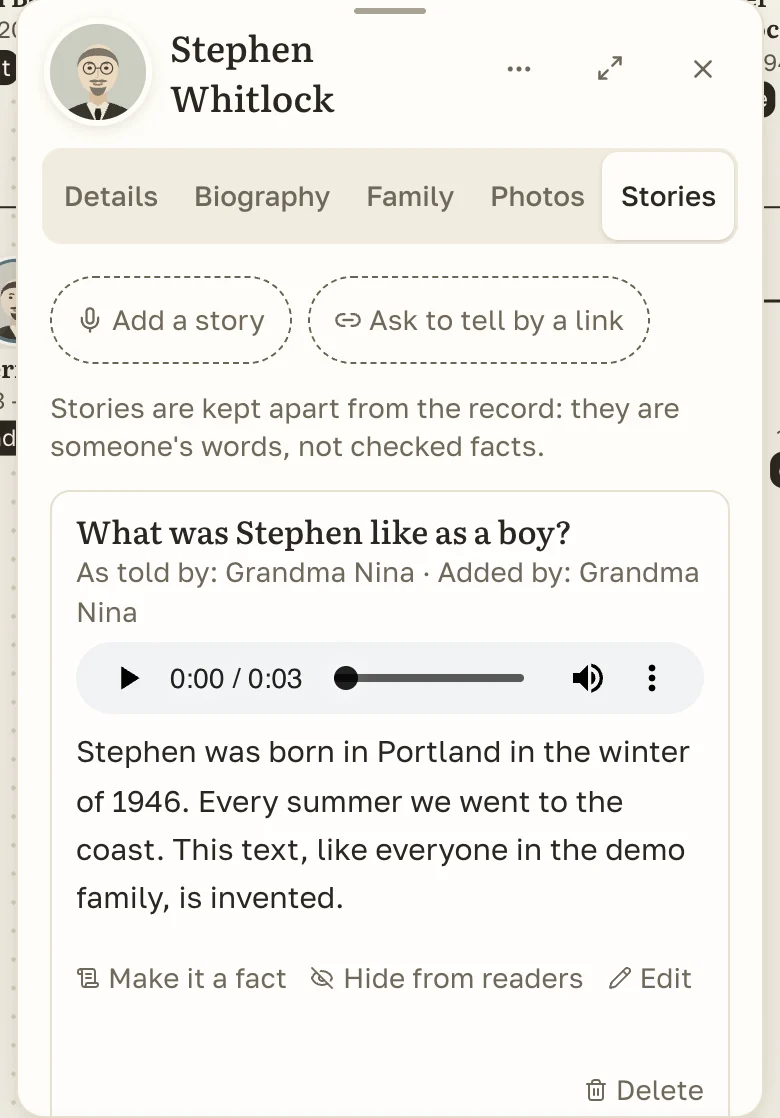 Stephen
Whitlock
Details Biography Family Photos Stories
Add a story Ask to tell by a link
Stories are kept apart from the record: they are
someone's words, not checked facts.
What was Stephen like as a boy?
As told by: Grandma Nina · Added by: Grandma
Nina
0:00 / 0:03
Stephen was born in Portland in the winter
of 1946. Every summer we went to the
coast. This text, like everyone in the demo
family, is invented.
Make it a fact Hide from readers Edit
Delete